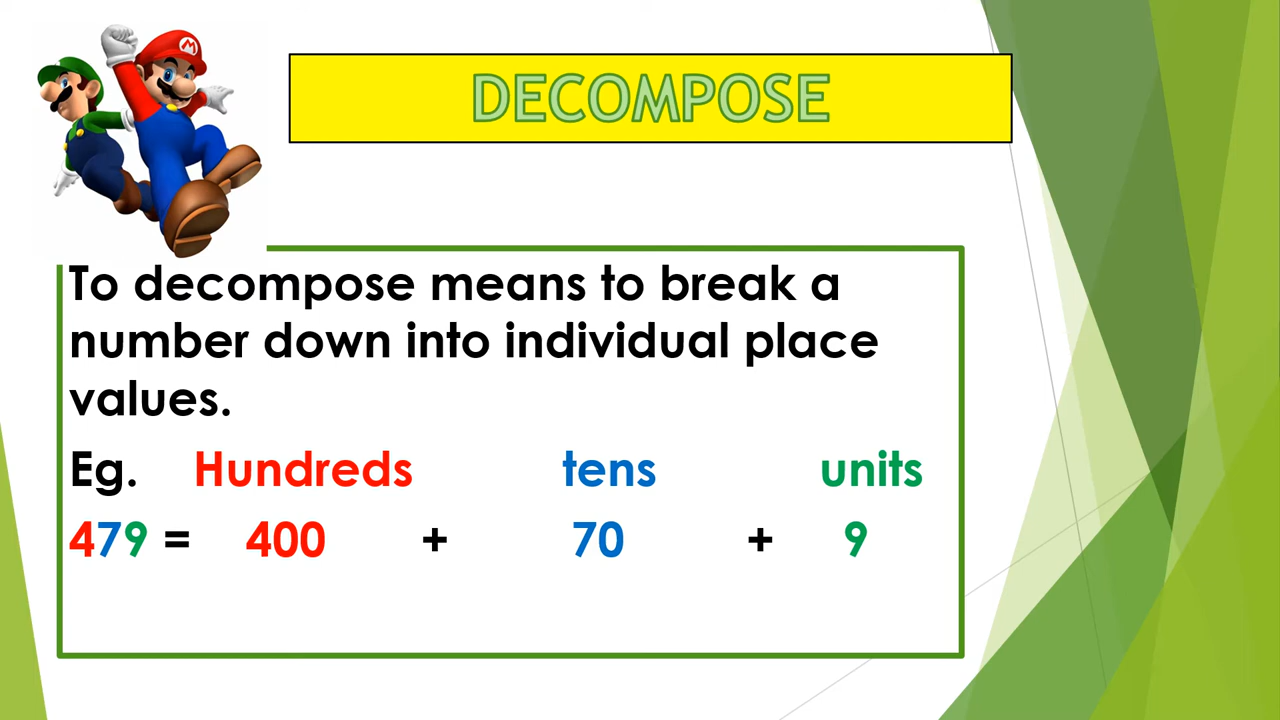 DECOMPOSE
To decompose means to break a
number down into individual place
values.
Eg. Hundreds tens units
479 = 400 + 70 + 9